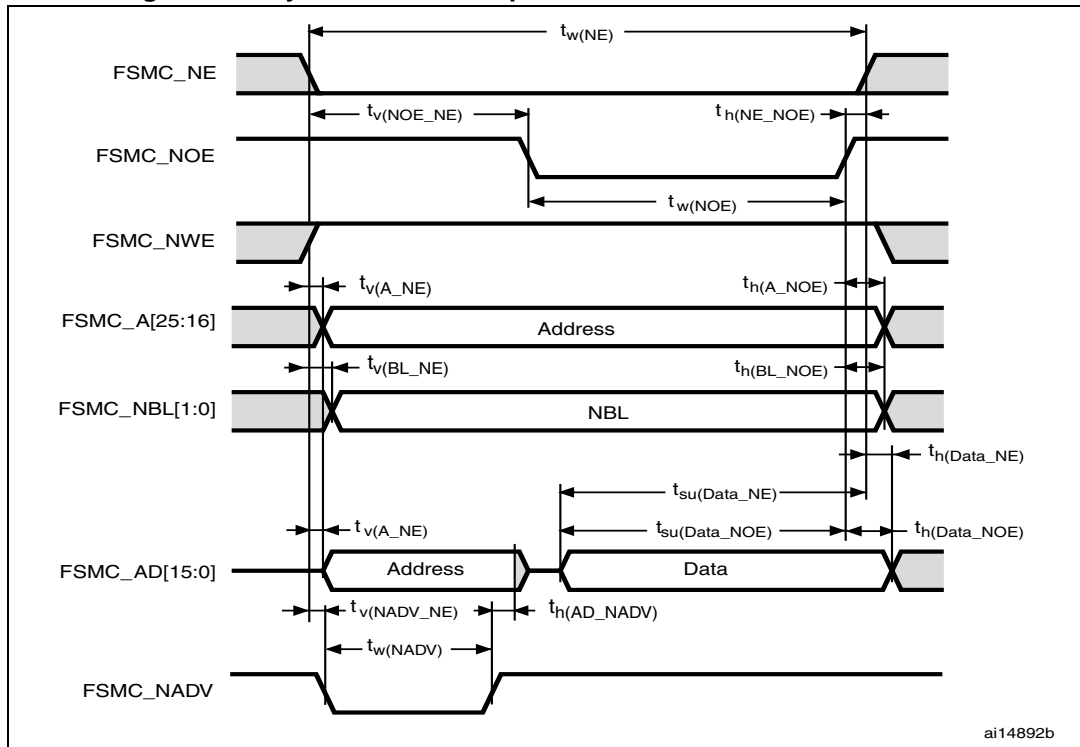 tw(NE)
FSMC_NE
tv(NOE_NE)
th(NE_NOE)
FSMC_NOE
tw(NOE)
FSMC_NWE
tv(A_NE)
th(A_NOE)
FSMC_A[25:16]
Address
tv(BL_NE)
th(BL_NOE)
FSMC_NBL[1:0]
NBL
th(Data_NE)
tsu(Data_NE)
tv(A_NE)
tsu(Data_NOE)
th(Data_NOE)
FSMC_AD[15:0]
Address
Data
tv(NADV_NE)
th(AD_NADV)
tw(NADV)
FSMC_NADV
ai14892b